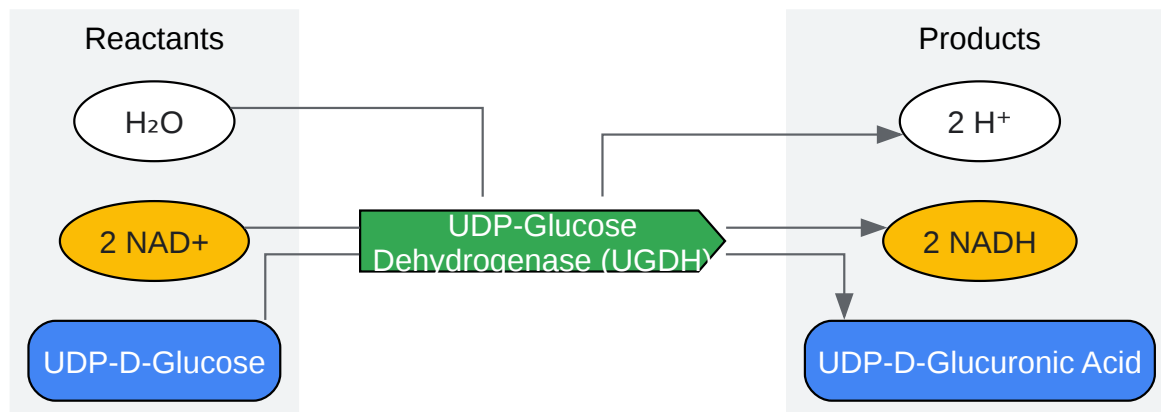 Reactants
Products
H₂O
2 H⁺
2 NAD+
UDP-Glucose
Dehydrogenase (UGDH)
2 NADH
UDP-D-Glucose
UDP-D-Glucuronic Acid